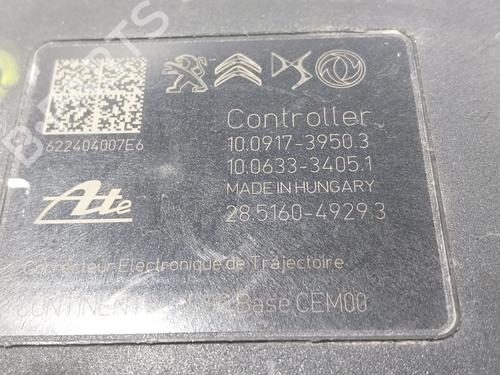 Controller
622404007E6
10.0917-3950.3
10.0633-3405.1
MADE IN HUNGARY
Ate
28.5160-4929.3
Correcteur Electronique de Trajectoire
Base CEM00